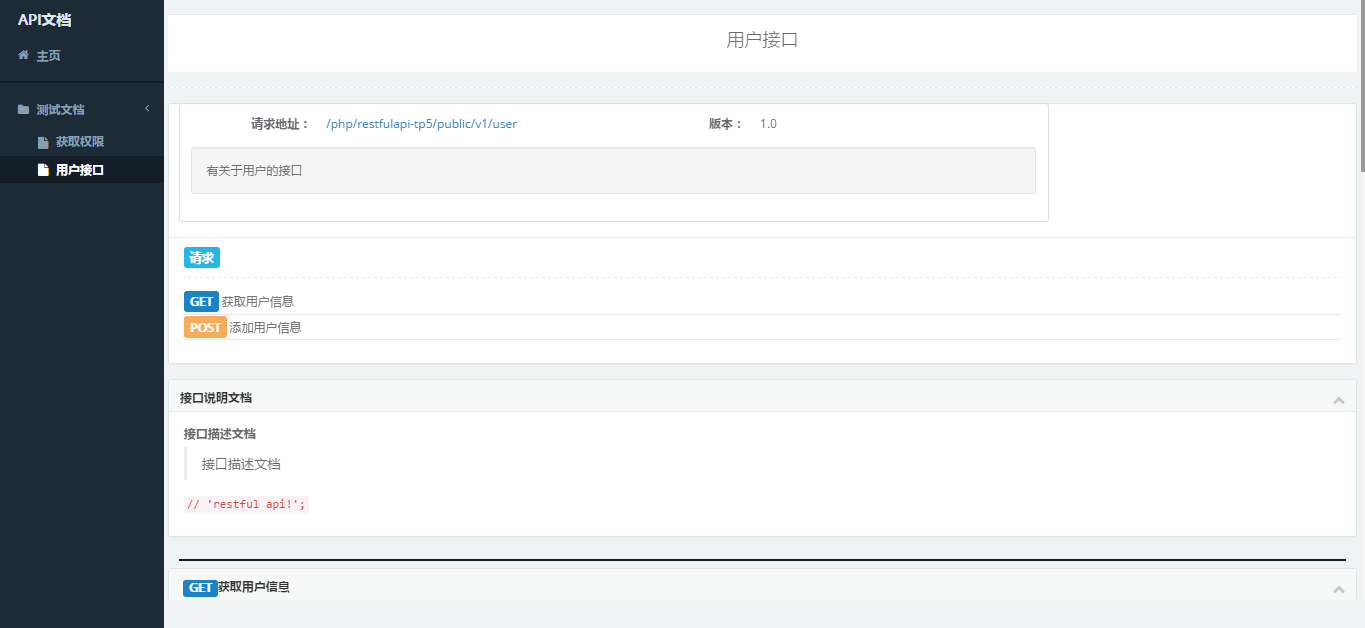 API文档
主页
测试文档
获取权限
用户接口
用户接口
请求地址： /php/restfulapi-tp5/public/v1/user 版本： 1.0
有关于用户的接口
请求
GET 获取用户信息
POST 添加用户信息
接口说明文档
接口描述文档
接口描述文档
// 'restful api!';
GET获取用户信息